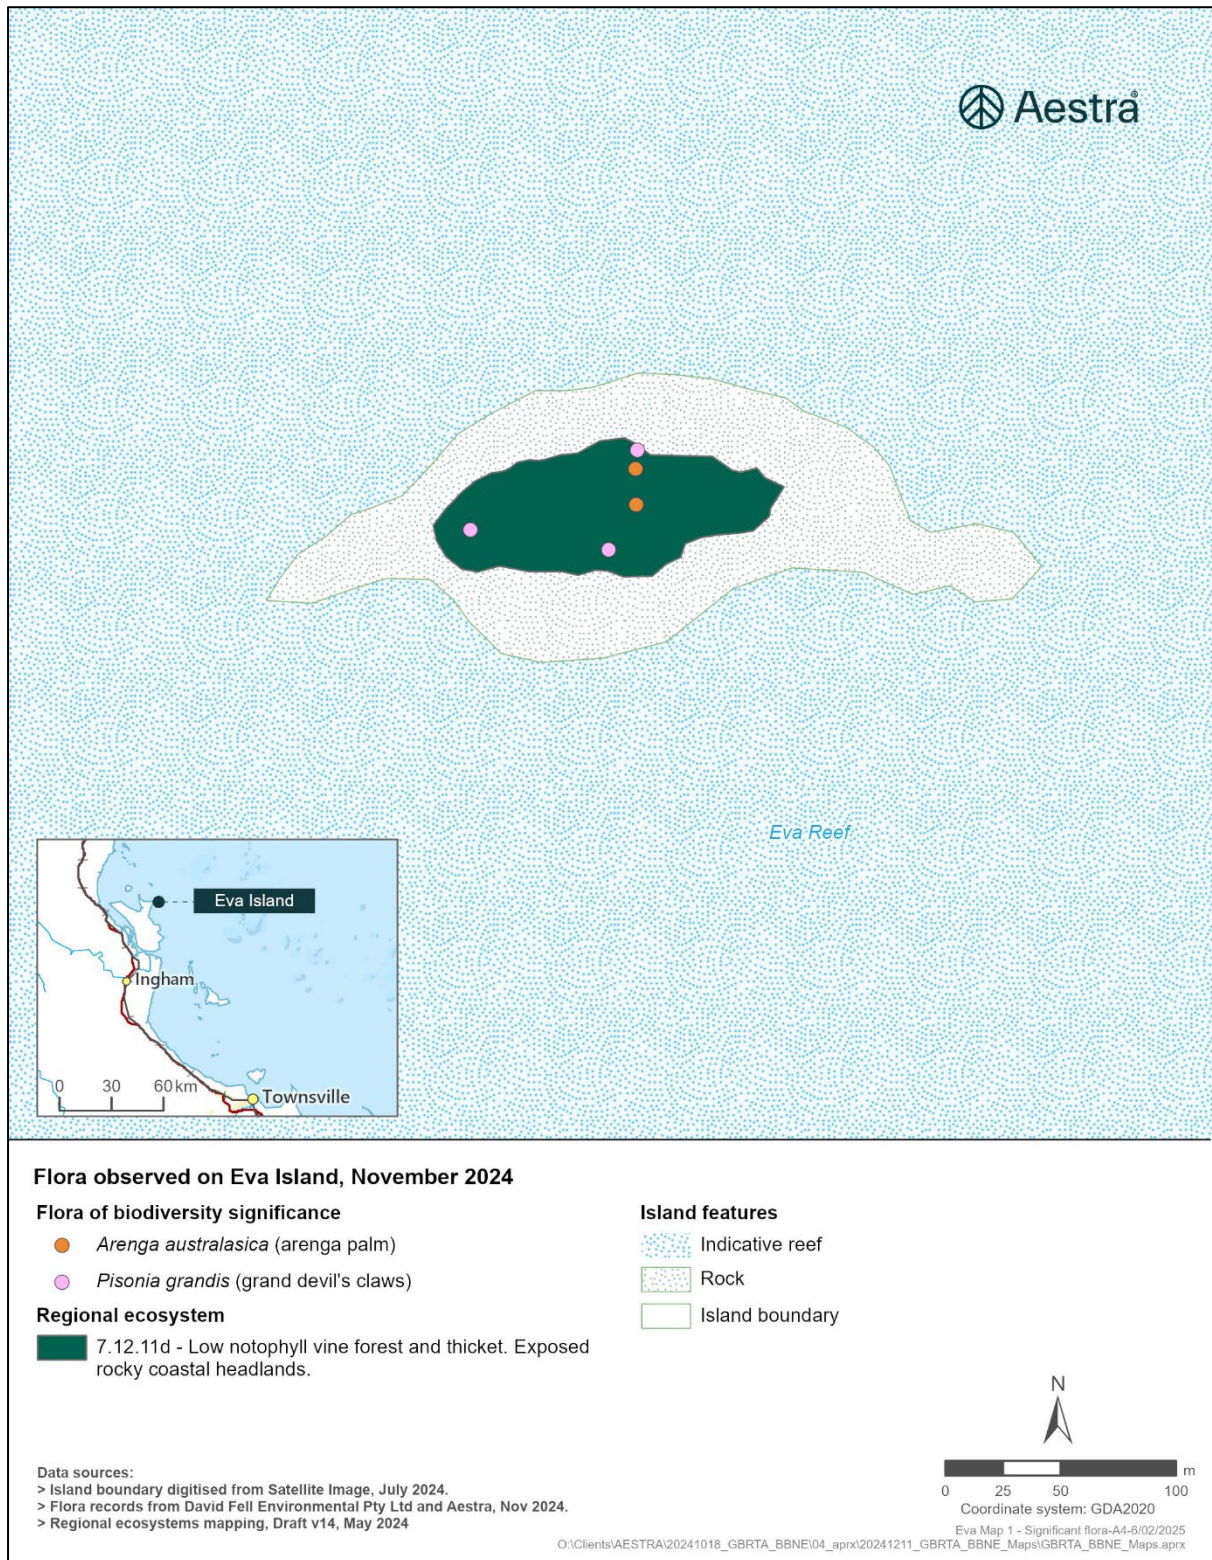 Aestra®
Eva Reef
Eva Island
Ingham
0 30 60 km
Townsville
Flora observed on Eva Island, November 2024
Flora of biodiversity significance
Arenga australasica (arenga palm)
Pisonia grandis (grand devil's claws)
Regional ecosystem
7.12.11d - Low notophyll vine forest and thicket. Exposed
rocky coastal headlands.
Island features
Indicative reef
Rock
Island boundary
N
m
0 25 50 100
Coordinate system: GDA2020
Data sources:
> Island boundary digitised from Satellite Image, July 2024.
> Flora records from David Fell Environmental Pty Ltd and Aestra, Nov 2024.
> Regional ecosystems mapping, Draft v14, May 2024
Eva Map 1 - Significant flora-A4-6/02/2025
O:\Clients\AESTRA\20241018_GBRTA_BBNE\04_aprx\20241211_GBRTA_BBNE_Maps\GBRTA_BBNE_Maps.aprx